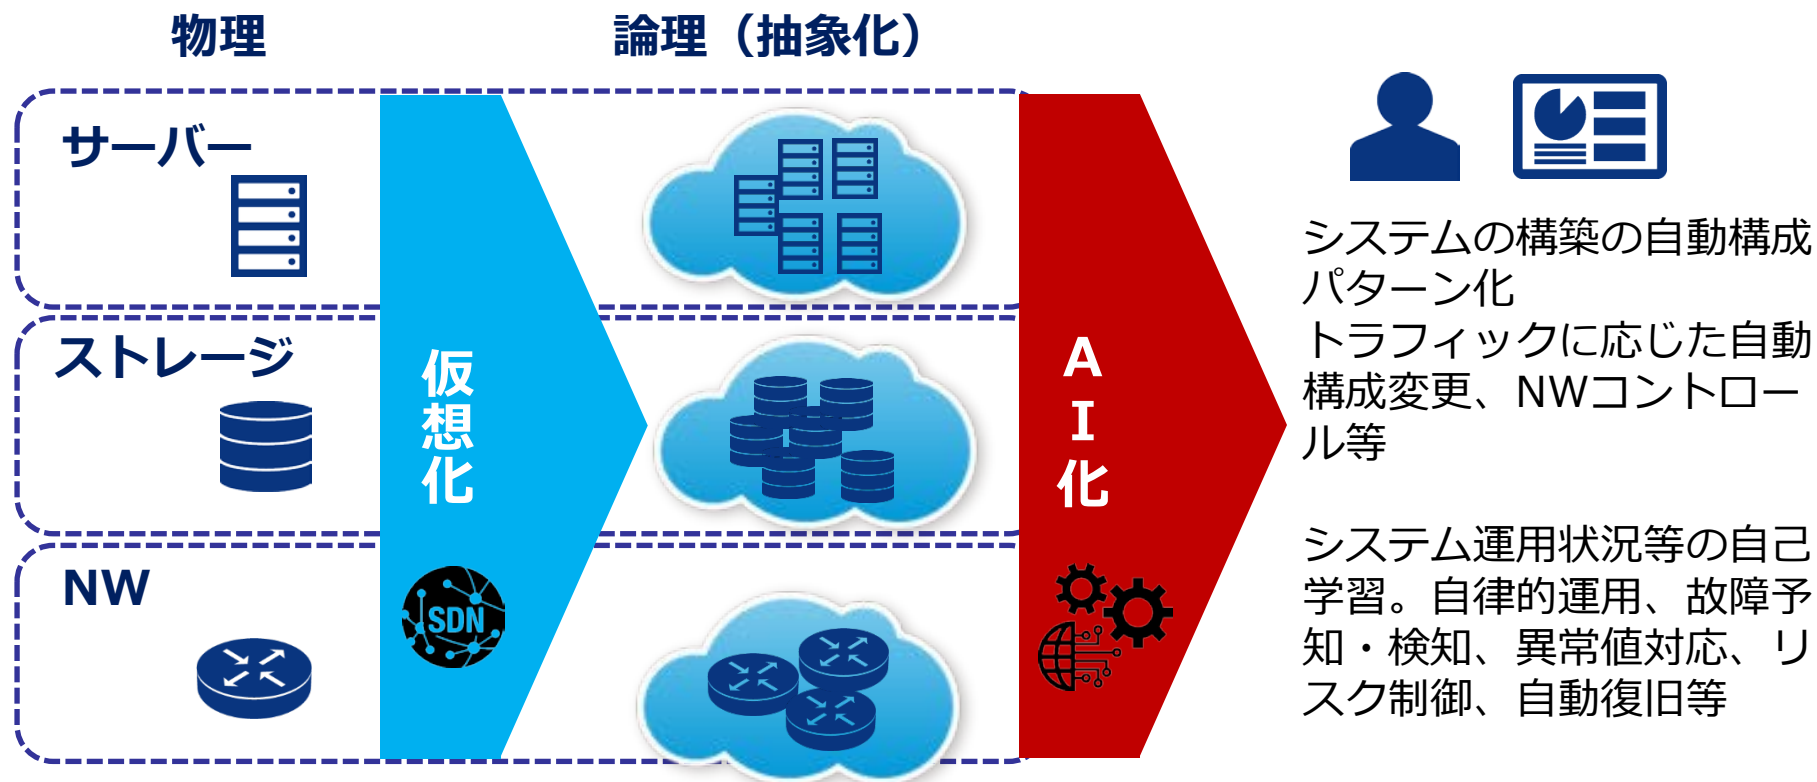 物理
論理（抽象化）
サーバー
ストレージ
NW
仮想化
SDN
AI化
システムの構築の自動構成
パターン化
トラフィックに応じた自動
構成変更、NWコントロー
ル等
システム運用状況等の自己
学習。自律的運用、故障予
知・検知、異常値対応、リ
スク制御、自動復旧等